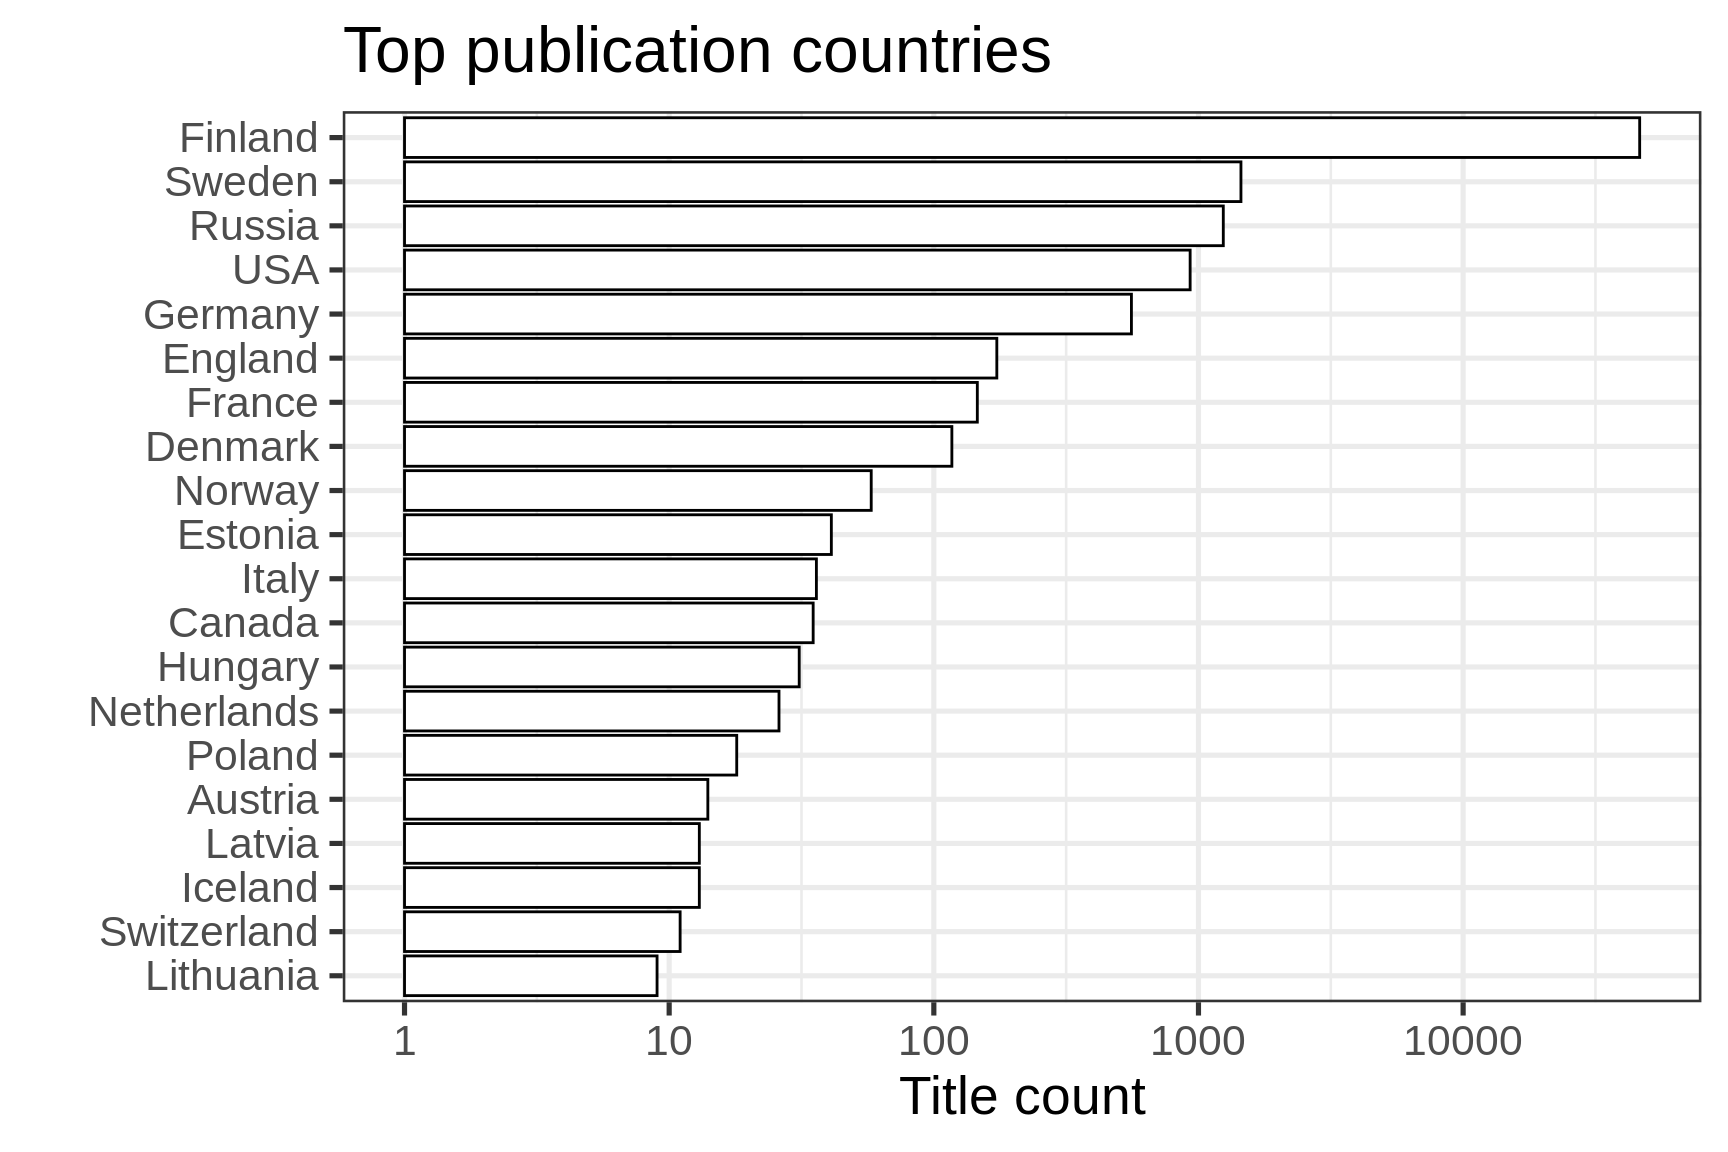 Top publication countries
Finland
Sweden
Russia
USA
Germany
England
France
Denmark
Norway
Estonia
Italy
Canada
Hungary
Netherlands
Poland
Austria
Latvia
Iceland
Switzerland
Lithuania
1 10 100 1000 10000
Title count